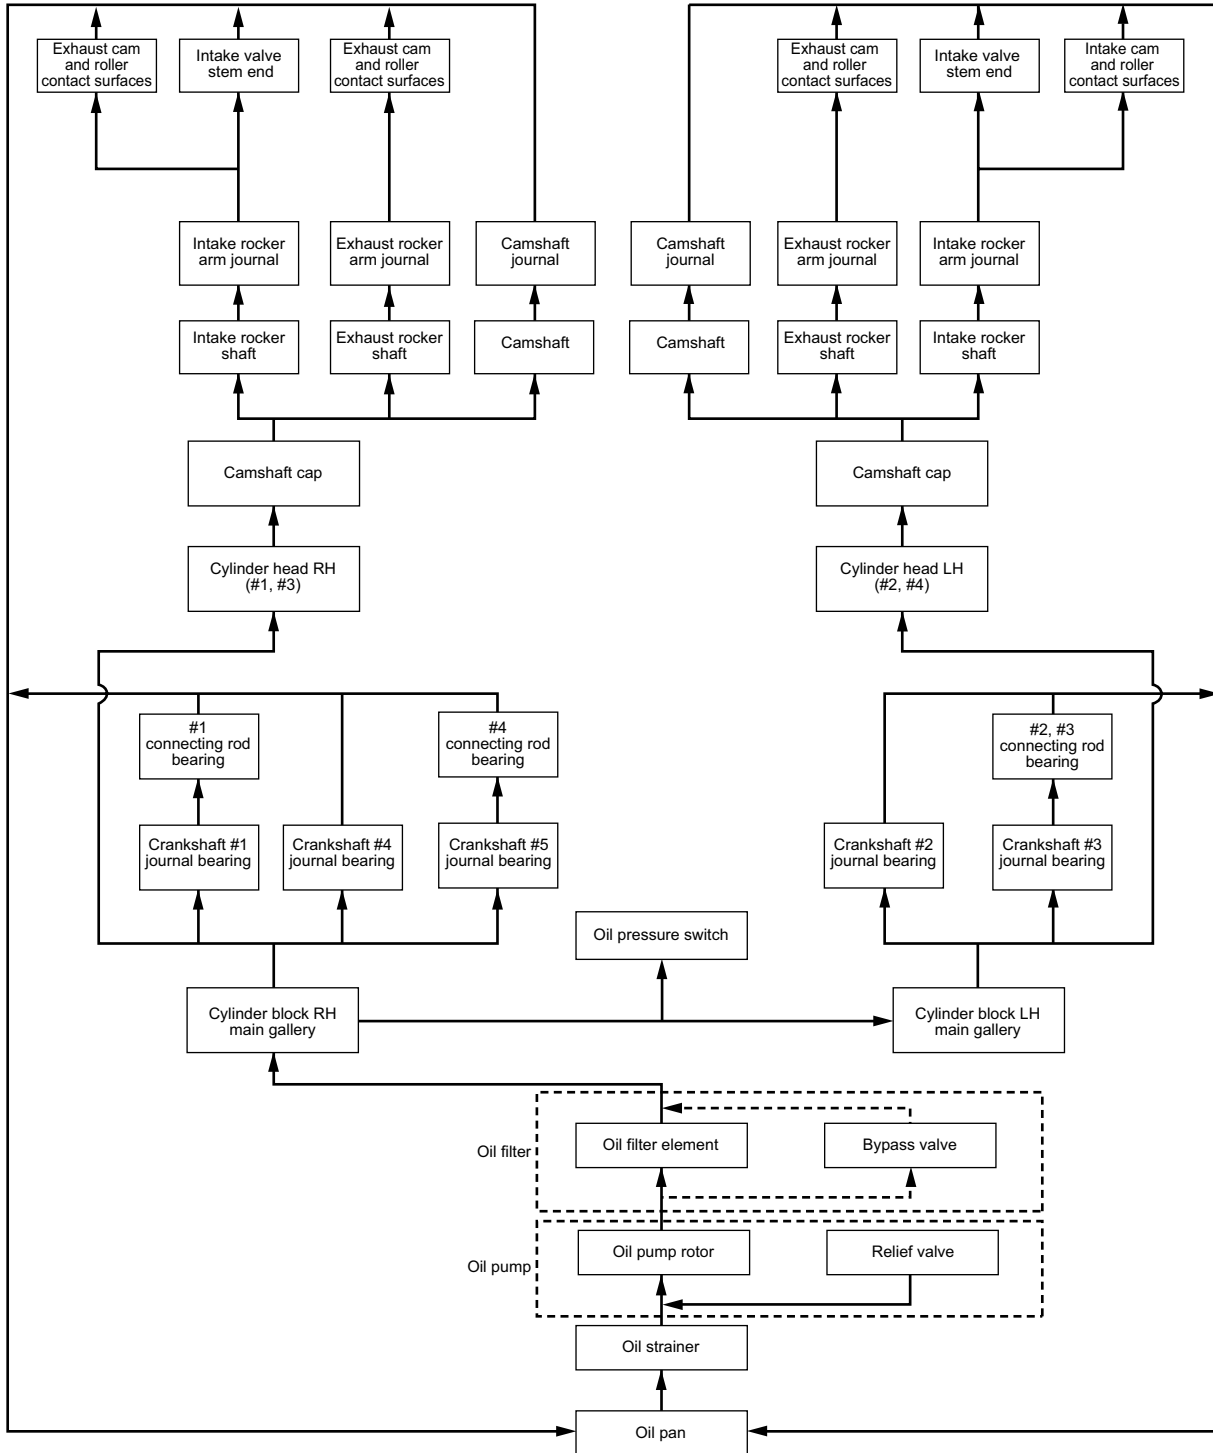 Exhaust cam
and roller
contact surfaces
Intake valve
stem end
Exhaust cam
and roller
contact surfaces
Exhaust cam
and roller
contact surfaces
Intake valve
stem end
Intake cam
and roller
contact surfaces
Intake rocker
arm journal
Exhaust rocker
arm journal
Camshaft
journal
Camshaft
journal
Exhaust rocker
arm journal
Intake rocker
arm journal
Intake rocker
shaft
Exhaust rocker
shaft
Camshaft
Camshaft
Exhaust rocker
shaft
Intake rocker
shaft
Camshaft cap
Camshaft cap
Cylinder head RH
(#1, #3)
Cylinder head LH
(#2, #4)
#1
connecting rod
bearing
#4
connecting rod
bearing
#2, #3
connecting rod
bearing
Crankshaft #1
journal bearing
Crankshaft #4
journal bearing
Crankshaft #5
journal bearing
Crankshaft #2
journal bearing
Crankshaft #3
journal bearing
Oil pressure switch
Cylinder block RH
main gallery
Cylinder block LH
main gallery
Oil filter
Oil filter element
Bypass valve
Oil pump
Oil pump rotor
Relief valve
Oil strainer
Oil pan